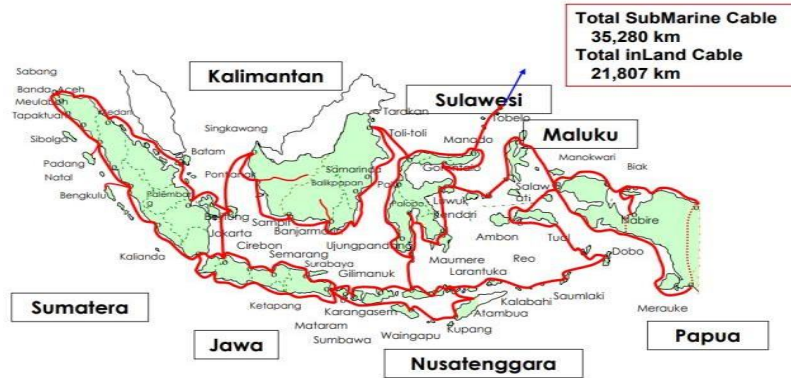 Total SubMarine Cable
35,280 km
Total inLand Cable
21,807 km
Kalimantan
Sulawesi
Maluku
Sumatera
Jawa
Nusatenggara
Papua
Sabang
Banda Aceh
Meulaboh
Tapaktuan
Medan
Sibolga
Padang
Natal
Bengkulu
Batam
Singkawang
Pontianak
Tarakan
Toli-toli
Tobelo
Manado
Gorontalo
Manokwari
Biak
Samarinda
Balikpapan
Palu
Luwuk
Kendari
Palopo
Sampit
Banjarma
Ujungpandang
Ambon
Tual
Dobo
Nabire
Jakarta
Cirebon
Semarang
Surabaya
Gilimanuk
Kalianda
Maumere
Reo
Larantuka
Ketapang
Karangasem
Mataram
Sumbawa
Waingapu
Kupang
Atambua
Kalabahi
Saumlaki
Merauke